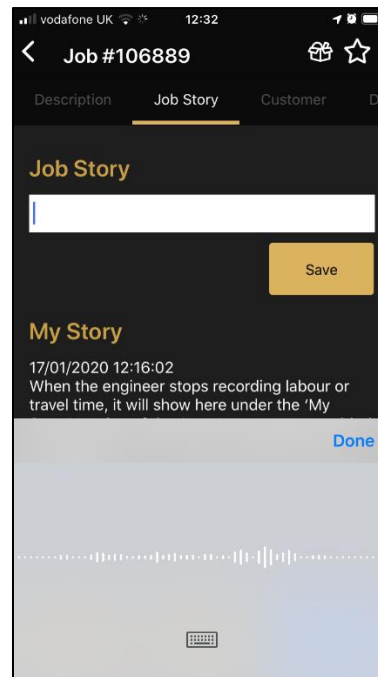 vodafone UK 12:32
Job #106889
Description Job Story Customer D
Job Story
Save
My Story
17/01/2020 12:16:02
When the engineer stops recording labour or
travel time, it will show here under the ‘My
Done